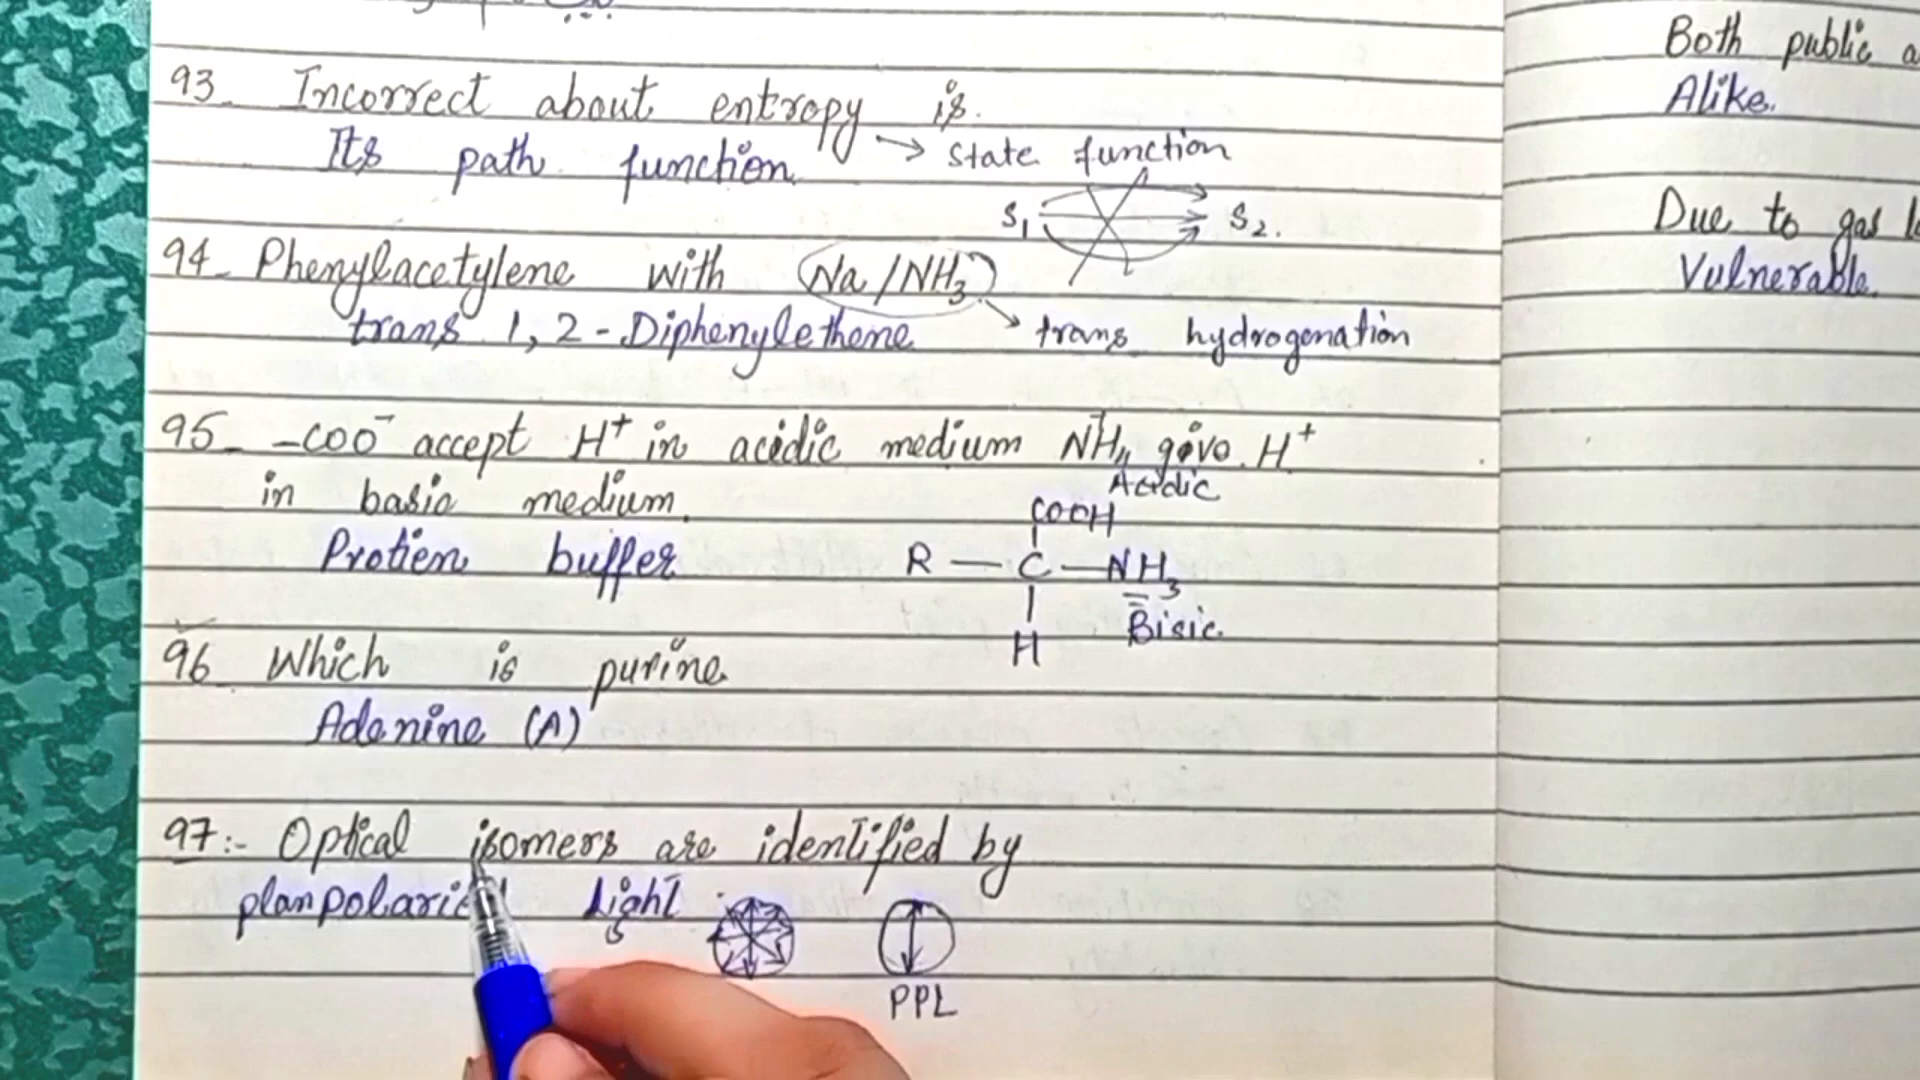 93- Incorrect about entropy is.
Its path function → state function
S₁ S₂.
94- Phenylacetylene with Na/NH₃
trans 1,2-Diphenylethene → trans hydrogenation
95- -COO⁻ accept H⁺ in acidic medium NH₄ give H⁺
in basic medium.
Acidic
COOH
Protien buffer
R — C — NH₃
Bisic
H
96 Which is purine
Adenine (A)
97:- Optical isomers are identified by
light
PPL
Both public
Alike.
Due to gas
Vulnerable.